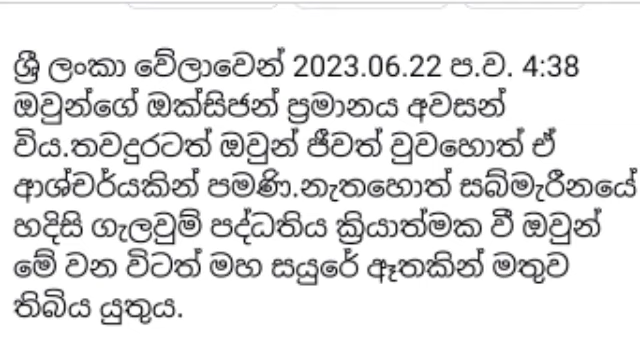 ශ්‍රී ලංකා වේලාවෙන් 2023.06.22 ප.ව. 4:38
ඔවුන්ගේ ඔක්සිජන් ප්‍රමානය අවසන්
විය.තවදුරටත් ඔවුන් ජීවත් වුවහොත් ඒ
ආශ්චර්යකින් පමණි.නැතහොත් සබ්මැරීනයේ
හදිසි ගැලවුම් පද්ධතිය ක්‍රියාත්මක වී ඔවුන්
මේ වන විටත් මහ සයුරේ ඈතකින් මතුව
තිබිය යුතුය.